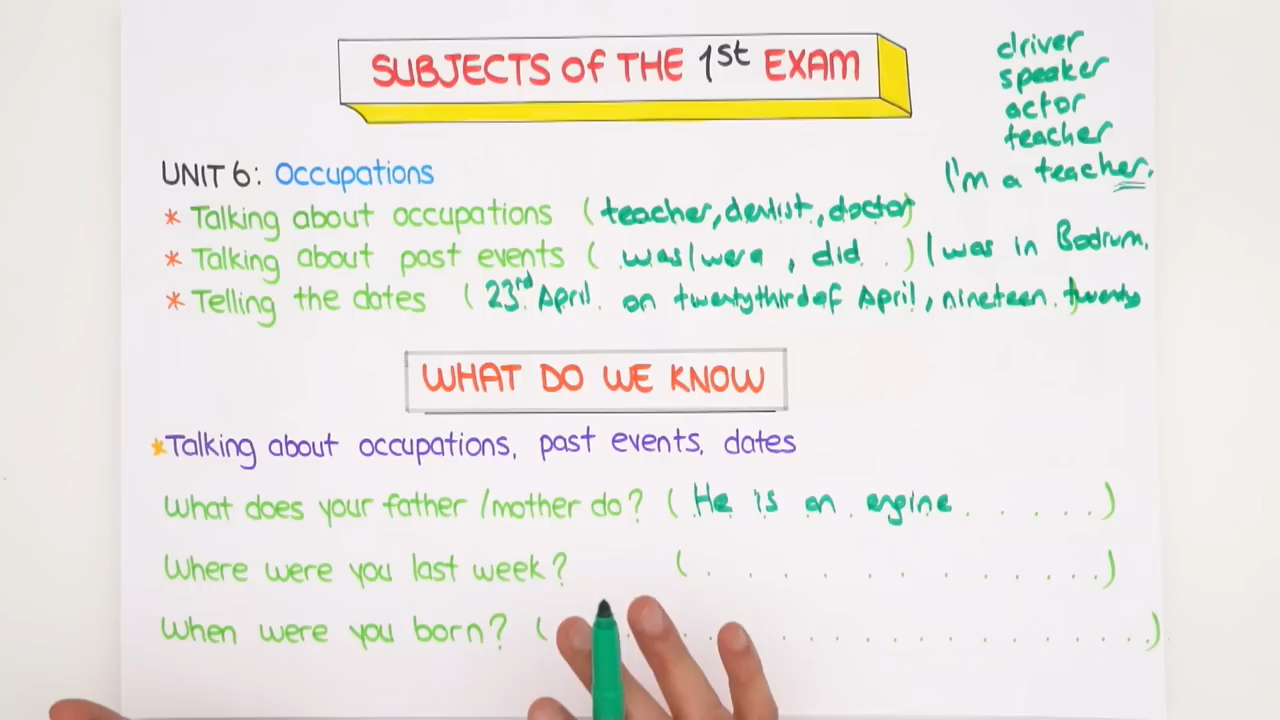 SUBJECTS Of THE 1st EXAM
driver
speaker
actor
teacher
I'm a teacher.
UNIT 6: Occupations
* Talking about occupations (teacher, dentist, doctor)
* Talking about past events ( was/were , did . ) I was in Bodrum.
* Telling the dates ( 23rd April. on twentythird of April, nineteen twenty
WHAT DO WE KNOW
*Talking about occupations, past events, dates
What does your father /mother do? ( He is an engine . . . . . )
Where were you last week? ( . . . . . . . . . . )
When were you born? ( . . . . . . . . . . )